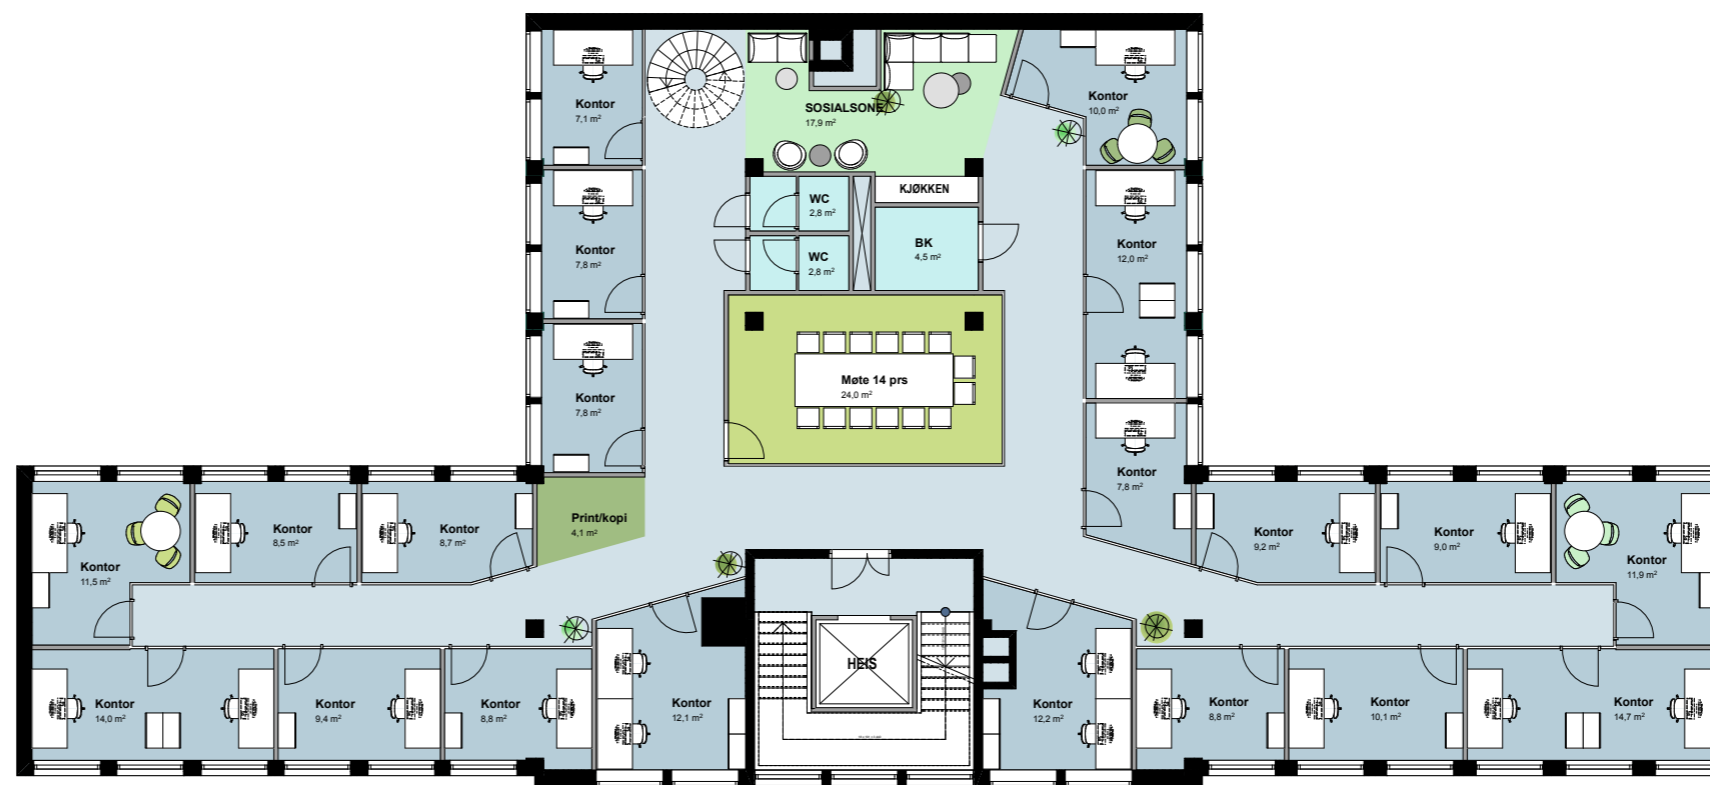 Kontor
7,1 m²
SOSIALSONE
17,9 m²
Kontor
10,0 m²
KJØKKEN
WC
2,8 m²
Kontor
7,8 m²
BK
4,5 m²
Kontor
12,0 m²
WC
2,8 m²
Møte 14 prs
24,0 m²
Kontor
7,8 m²
Kontor
7,8 m²
Kontor
11,5 m²
Kontor
8,5 m²
Kontor
8,7 m²
Print/kopi
4,1 m²
Kontor
9,2 m²
Kontor
9,0 m²
Kontor
11,9 m²
HEIS
Kontor
14,0 m²
Kontor
9,4 m²
Kontor
8,8 m²
Kontor
12,1 m²
Kontor
12,2 m²
Kontor
8,8 m²
Kontor
10,1 m²
Kontor
14,7 m²